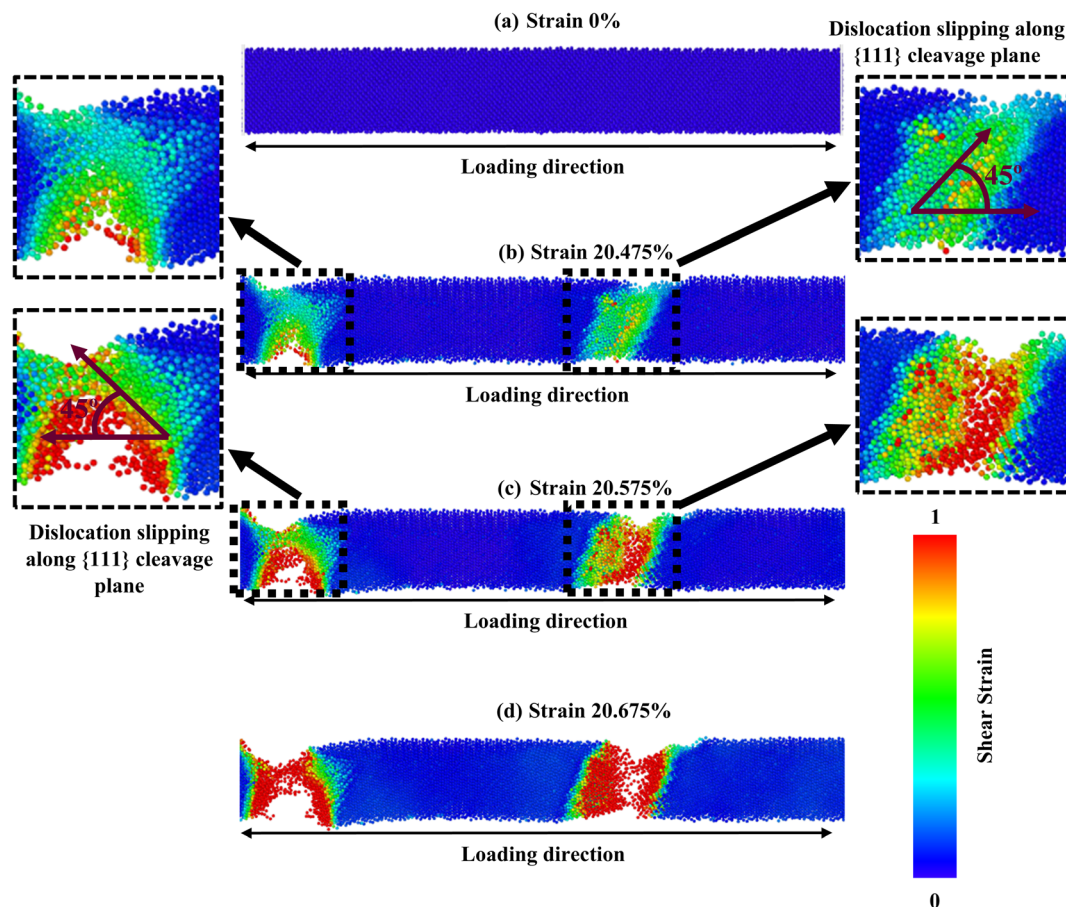 (a) Strain 0%
Dislocation slipping along
{111} cleavage plane
Loading direction
45°
(b) Strain 20.475%
Loading direction
45°
(c) Strain 20.575%
Dislocation slipping
along {111} cleavage
plane
Loading direction
1
Shear Strain
0
(d) Strain 20.675%
Loading direction